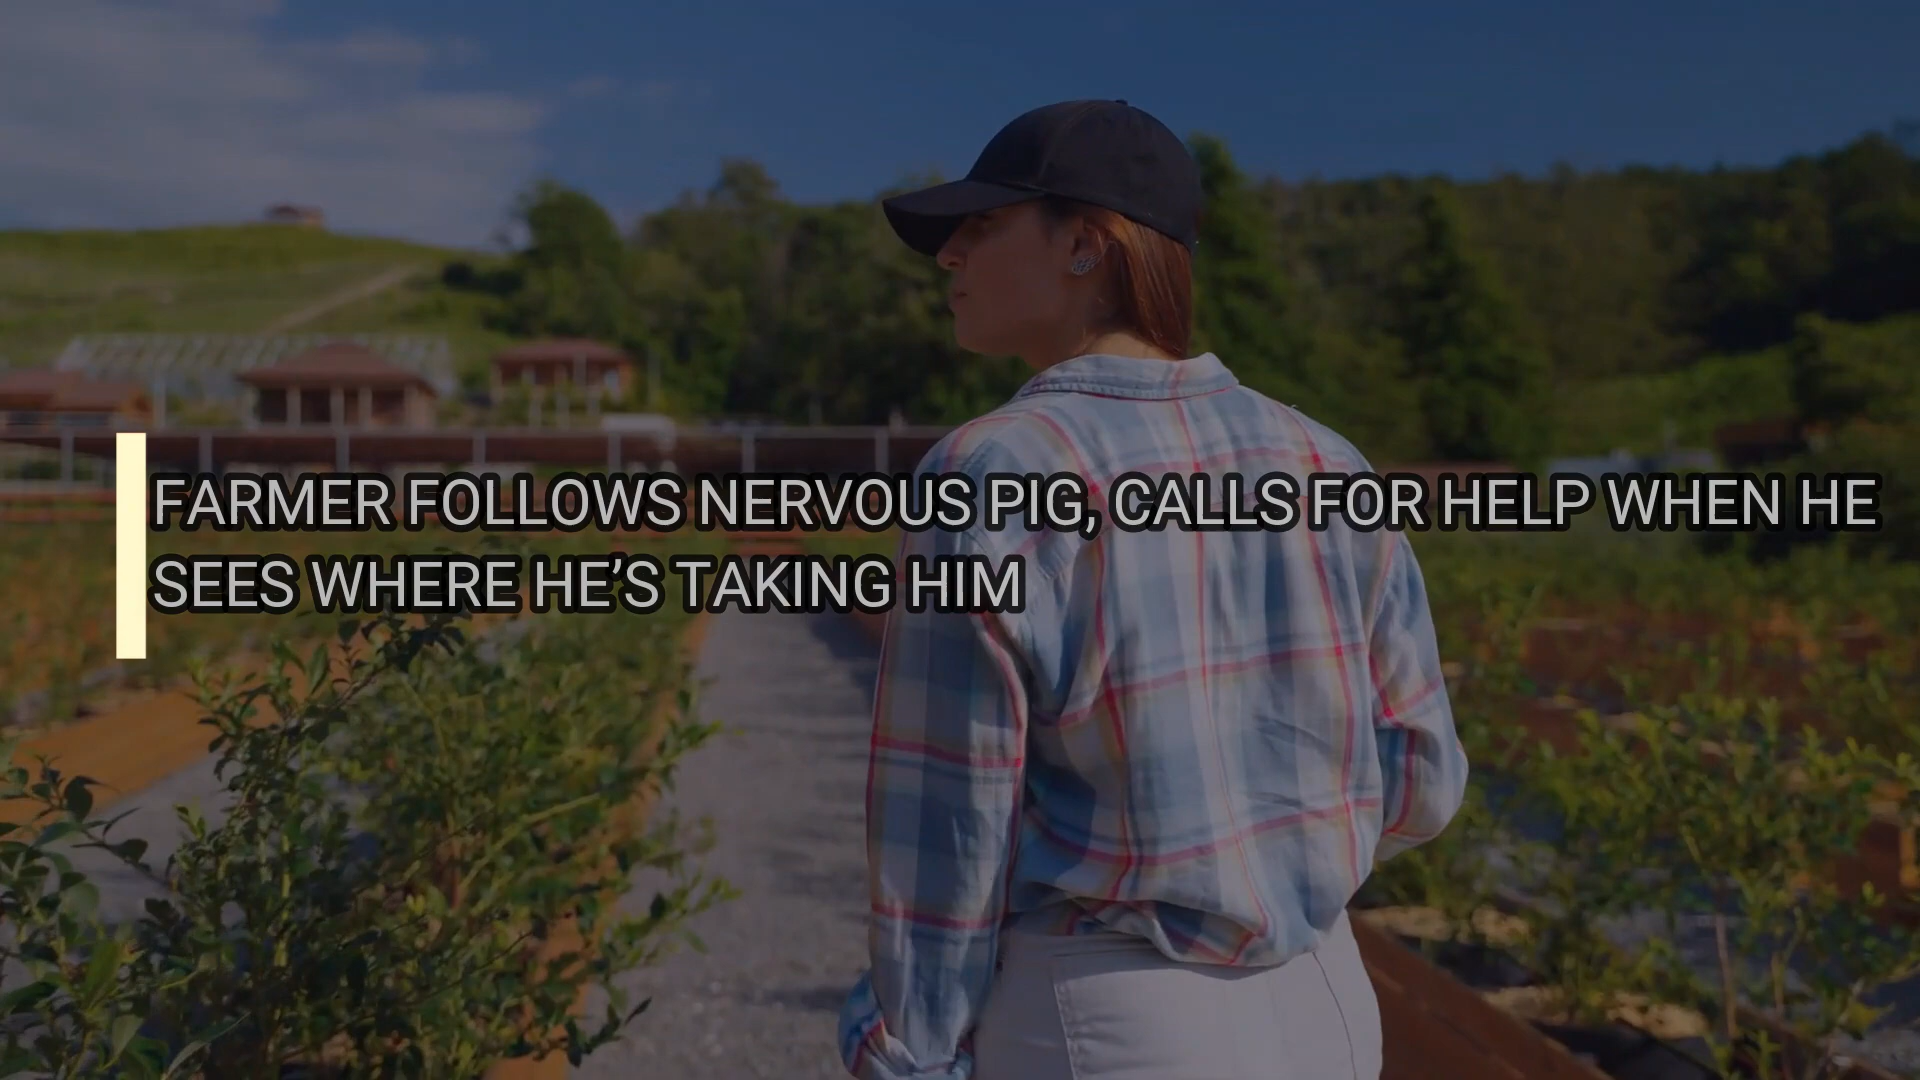 FARMER FOLLOWS NERVOUS PIG, CALLS FOR HELP WHEN HE
SEES WHERE HE’S TAKING HIM